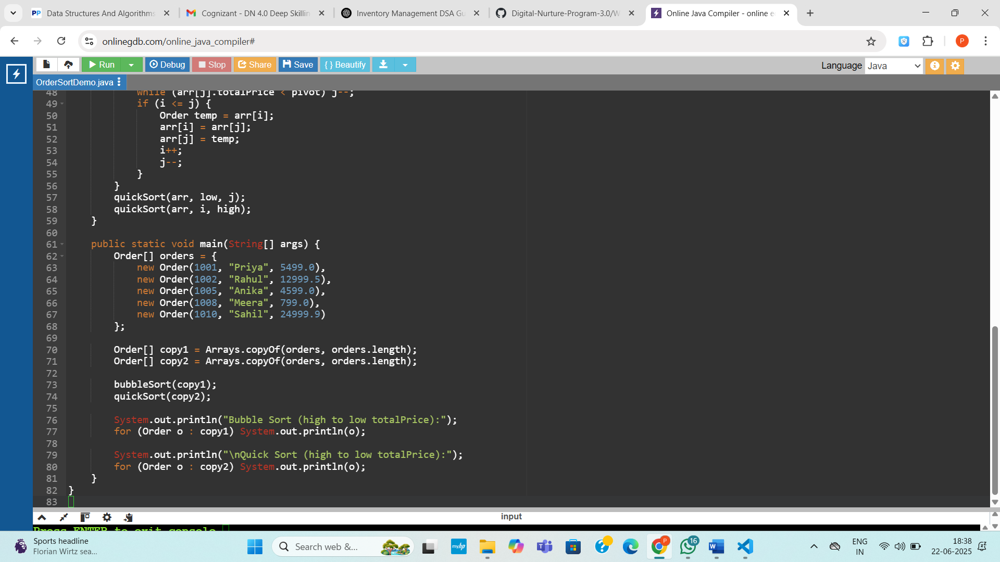 Data Structures And Algorithms
Cognizant - DN 4.0 Deep Skillin
Inventory Management DSA Gu
Digital-Nurture-Program-3.0/W
Online Java Compiler - online e
onlinegdb.com/online_java_compiler#
P
Run
Debug
Stop
Share
Save
{ } Beautify
Language
Java
OrderSortDemo.java
48 while (arr[j].totalPrice < pivot) j--;
49 if (i <= j) {
50 Order temp = arr[i];
51 arr[i] = arr[j];
52 arr[j] = temp;
53 i++;
54 j--;
55 }
56 }
57 quickSort(arr, low, j);
58 quickSort(arr, i, high);
59 }
60
61 public static void main(String[] args) {
62 Order[] orders = {
63 new Order(1001, "Priya", 5499.0),
64 new Order(1002, "Rahul", 12999.5),
65 new Order(1005, "Anika", 4599.0),
66 new Order(1008, "Meera", 799.0),
67 new Order(1010, "Sahil", 24999.9)
68 };
69
70 Order[] copy1 = Arrays.copyOf(orders, orders.length);
71 Order[] copy2 = Arrays.copyOf(orders, orders.length);
72
73 bubbleSort(copy1);
74 quickSort(copy2);
75
76 System.out.println("Bubble Sort (high to low totalPrice):");
77 for (Order o : copy1) System.out.println(o);
78
79 System.out.println("\nQuick Sort (high to low totalPrice):");
80 for (Order o : copy2) System.out.println(o);
81 }
82 }
83
input
Press ENTER to exit console.
Sports headline
Florian Wirtz sea...
Search web &...
myhp
16
ENG
IN
18:38
22-06-2025